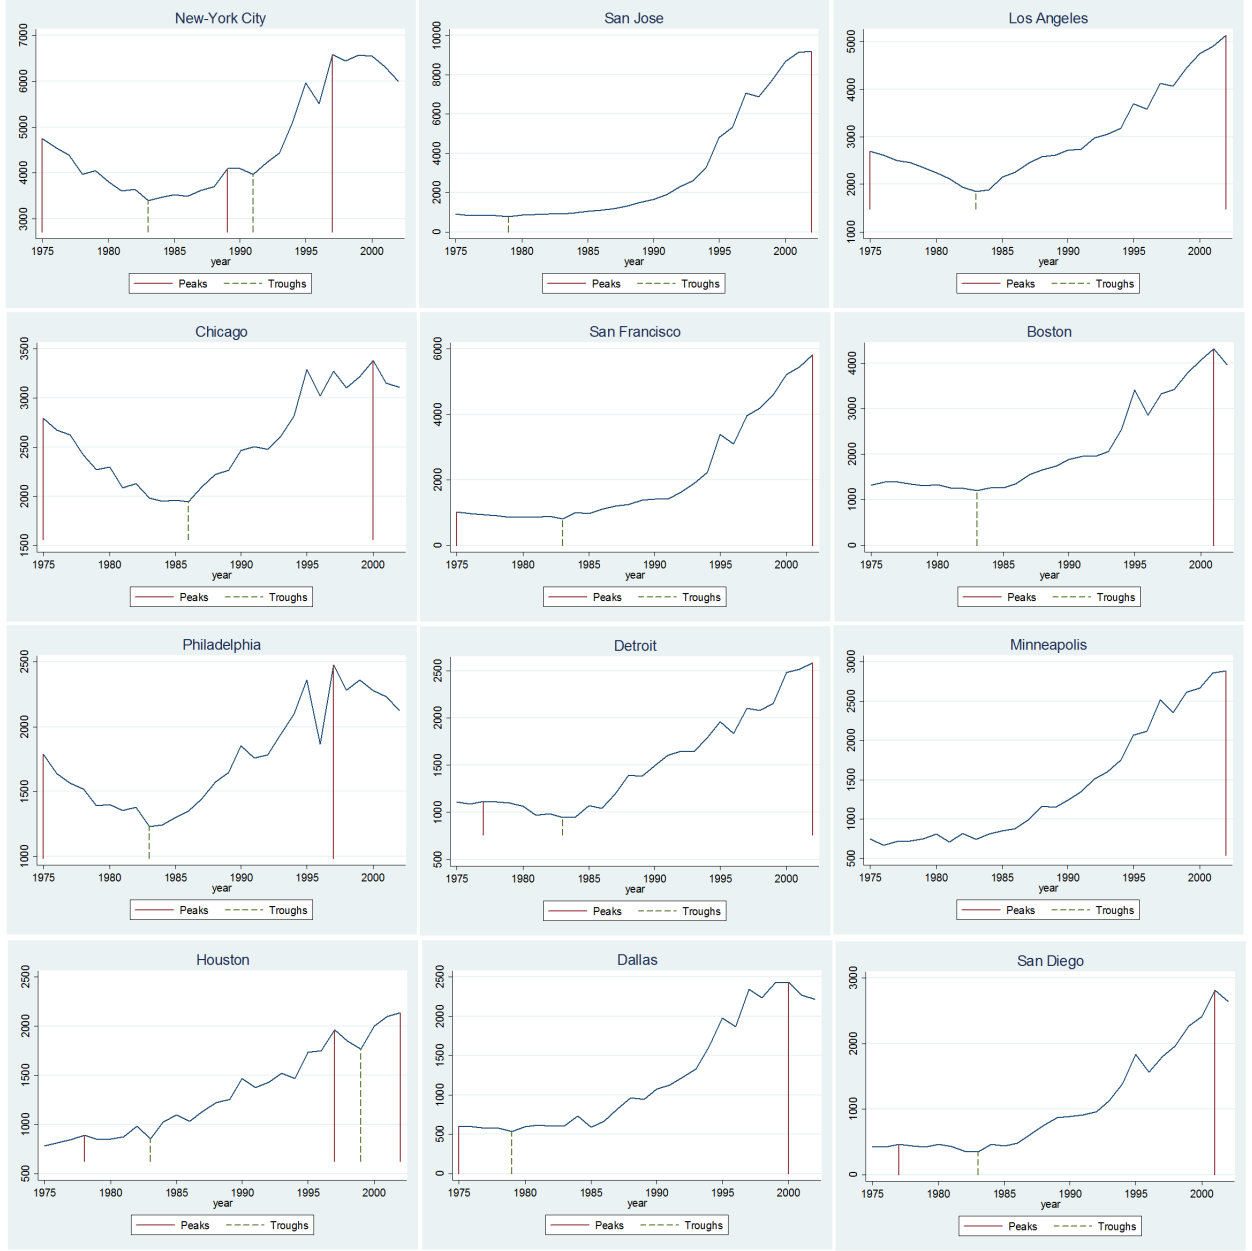 New-York City
7000
6000
5000
4000
3000
1975 1980 1985 1990 1995 2000
year
Peaks Troughs
San Jose
10000
8000
6000
4000
2000
0
1975 1980 1985 1990 1995 2000
year
Peaks Troughs
Los Angeles
5000
4000
3000
2000
1000
1975 1980 1985 1990 1995 2000
year
Peaks Troughs
Chicago
3500
3000
2500
2000
1500
1975 1980 1985 1990 1995 2000
year
Peaks Troughs
San Francisco
6000
4000
2000
0
1975 1980 1985 1990 1995 2000
year
Peaks Troughs
Boston
4000
3000
2000
1000
0
1975 1980 1985 1990 1995 2000
year
Peaks Troughs
Philadelphia
2500
2000
1500
1000
1975 1980 1985 1990 1995 2000
year
Peaks Troughs
Detroit
2500
2000
1500
1000
500
1975 1980 1985 1990 1995 2000
year
Peaks Troughs
Minneapolis
3000
2500
2000
1500
1000
500
1975 1980 1985 1990 1995 2000
year
Peaks Troughs
Houston
2500
2000
1500
1000
500
1975 1980 1985 1990 1995 2000
year
Peaks Troughs
Dallas
2500
2000
1500
1000
500
0
1975 1980 1985 1990 1995 2000
year
Peaks Troughs
San Diego
3000
2000
1000
0
1975 1980 1985 1990 1995 2000
year
Peaks Troughs